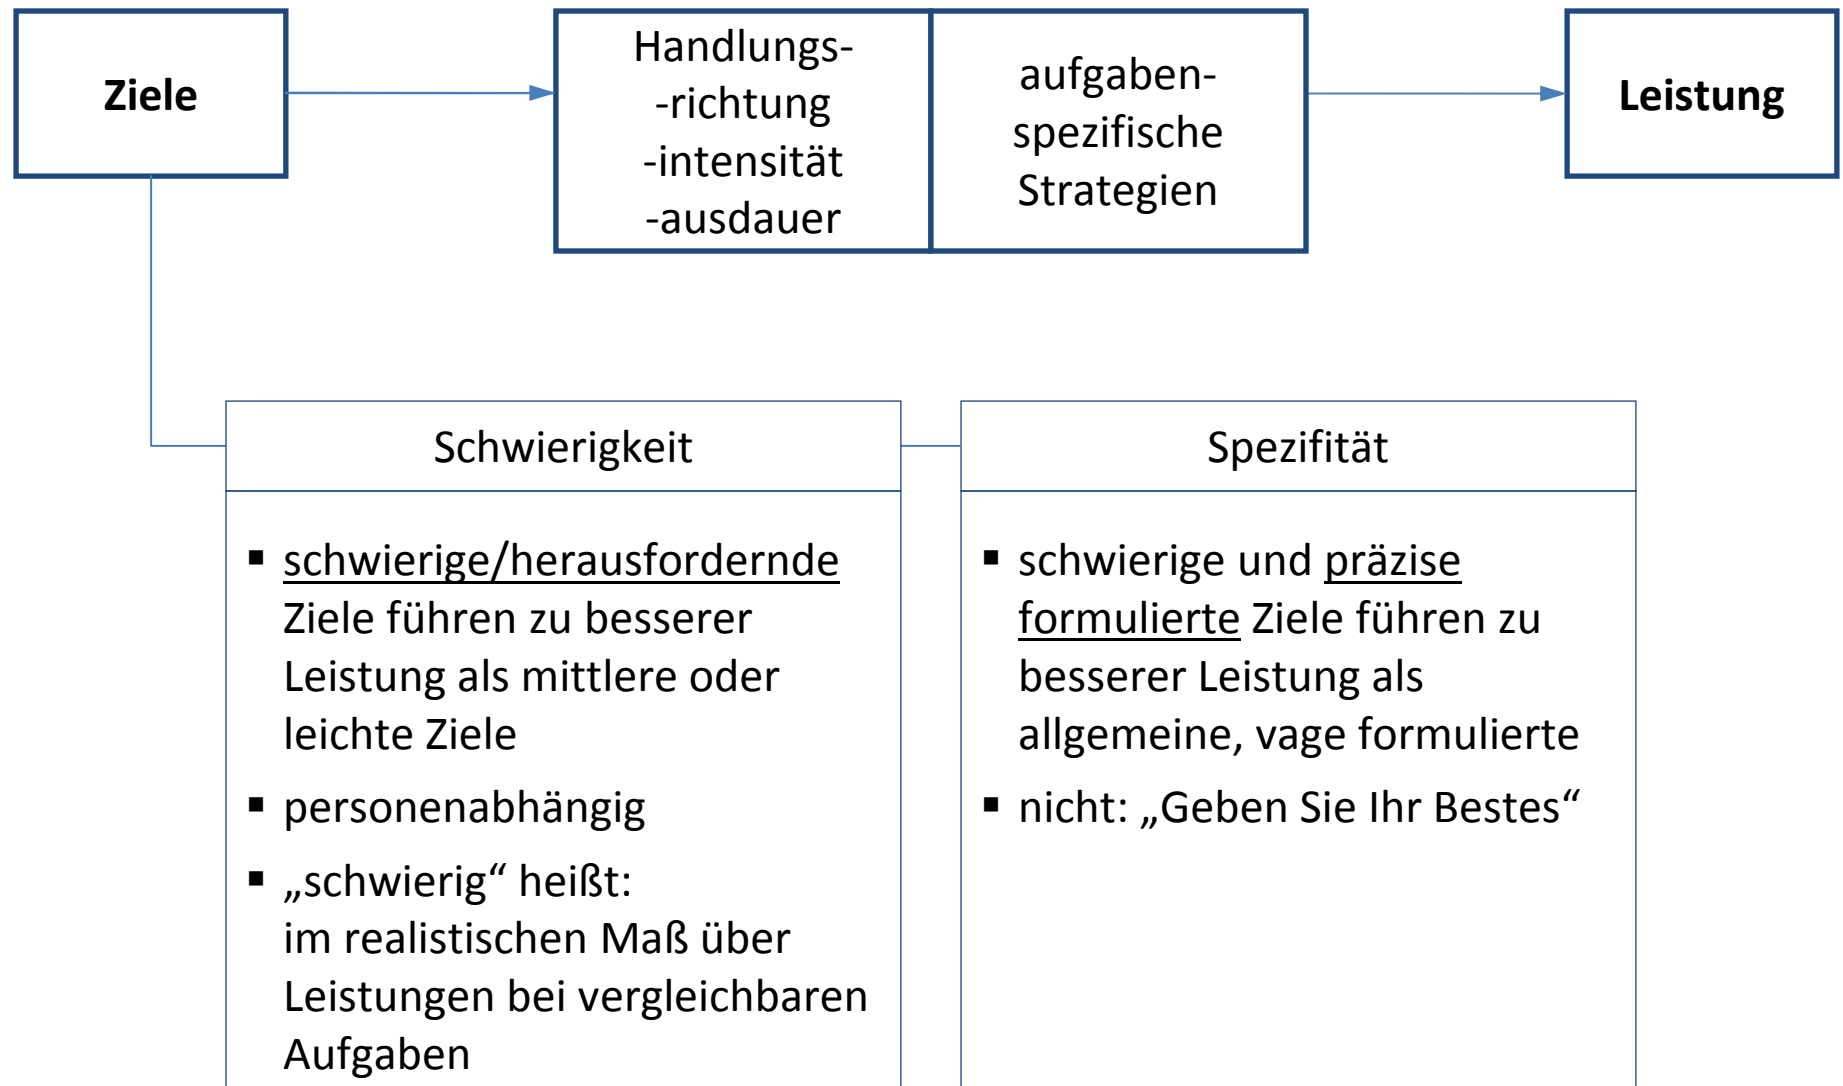 Ziele
Handlungs-
-richtung
-intensität
-ausdauer
aufgaben-
spezifische
Strategien
Leistung
Schwierigkeit
▪ schwierige/herausfordernde
Ziele führen zu besserer
Leistung als mittlere oder
leichte Ziele
▪ personenabhängig
▪ „schwierig“ heißt:
im realistischen Maß über
Leistungen bei vergleichbaren
Aufgaben
Spezifität
▪ schwierige und präzise
formulierte Ziele führen zu
besserer Leistung als
allgemeine, vage formulierte
▪ nicht: „Geben Sie Ihr Bestes“